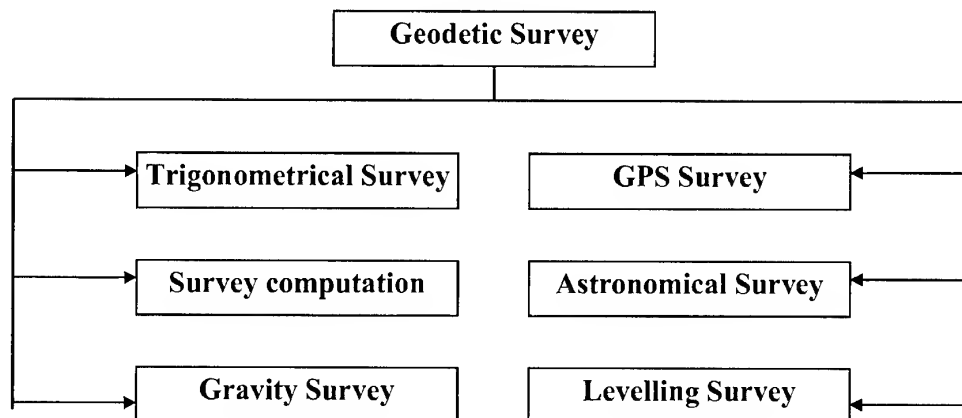 Geodetic Survey
Trigonometrical Survey
GPS Survey
Survey computation
Astronomical Survey
Gravity Survey
Levelling Survey